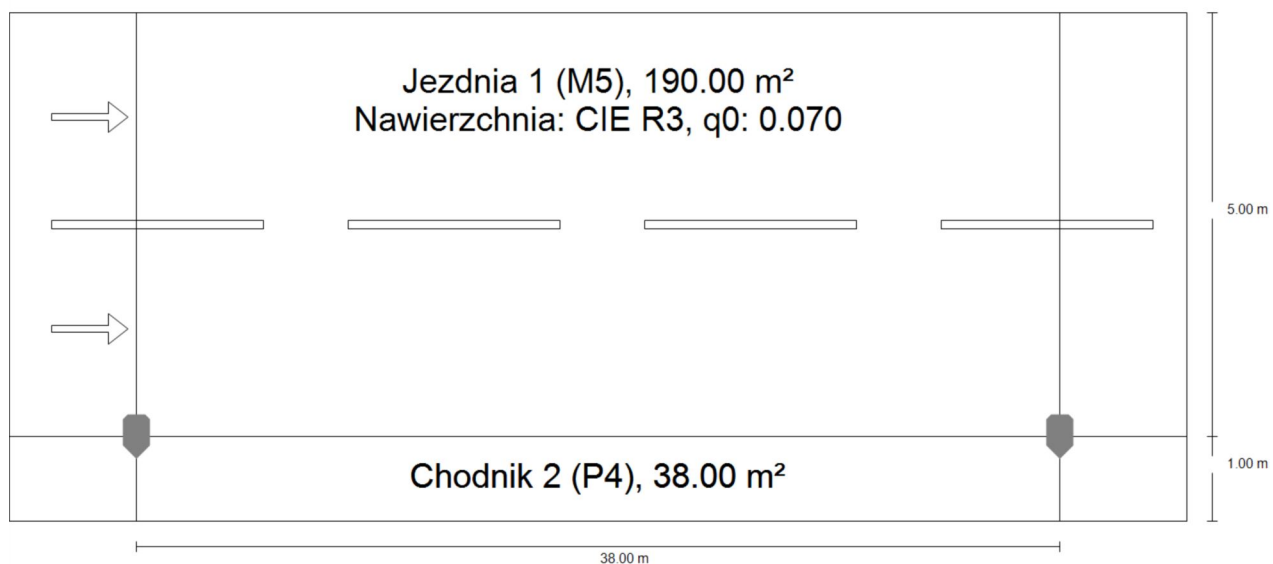 Jezdnia 1 (M5), 190.00 m²
Nawierzchnia: CIE R3, q0: 0.070
5.00 m
Chodnik 2 (P4), 38.00 m²
1.00 m
38.00 m